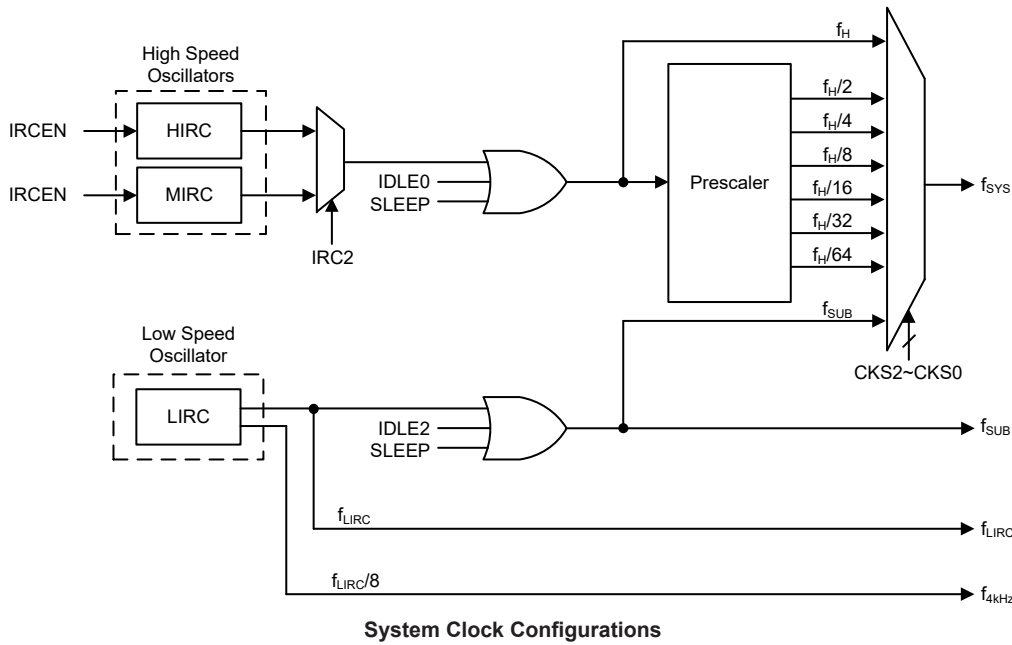 High Speed
Oscillators
IRCEN
HIRC
IRCEN
MIRC
IRC2
IDLE0
SLEEP
Prescaler
fH
fH/2
fH/4
fH/8
fH/16
fH/32
fH/64
fSUB
CKS2~CKS0
fSYS
Low Speed
Oscillator
LIRC
IDLE2
SLEEP
fSUB
fLIRC
fLIRC
fLIRC/8
f4kHz
System Clock Configurations